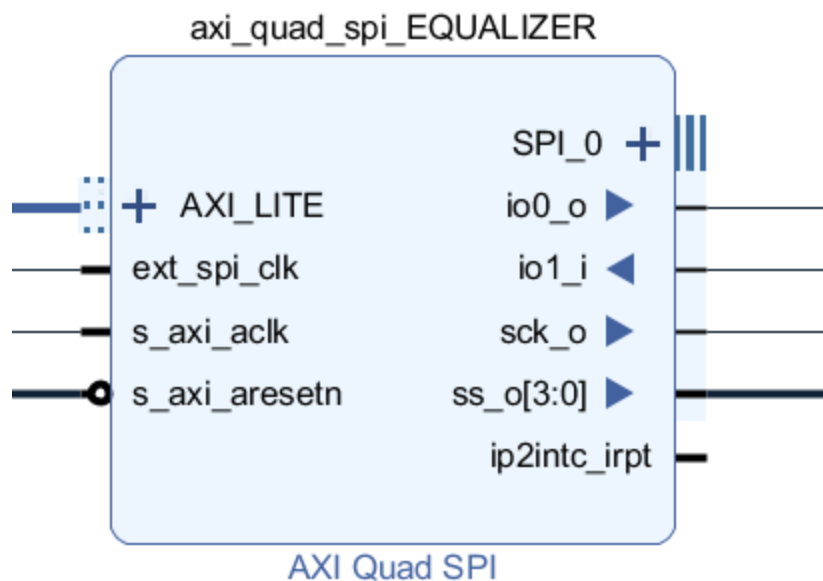 axi_quad_spi_EQUALIZER
SPI_0
AXI_LITE
io0_o
ext_spi_clk
io1_i
s_axi_aclk
sck_o
s_axi_aresetn
ss_o[3:0]
ip2intc_irpt
AXI Quad SPI